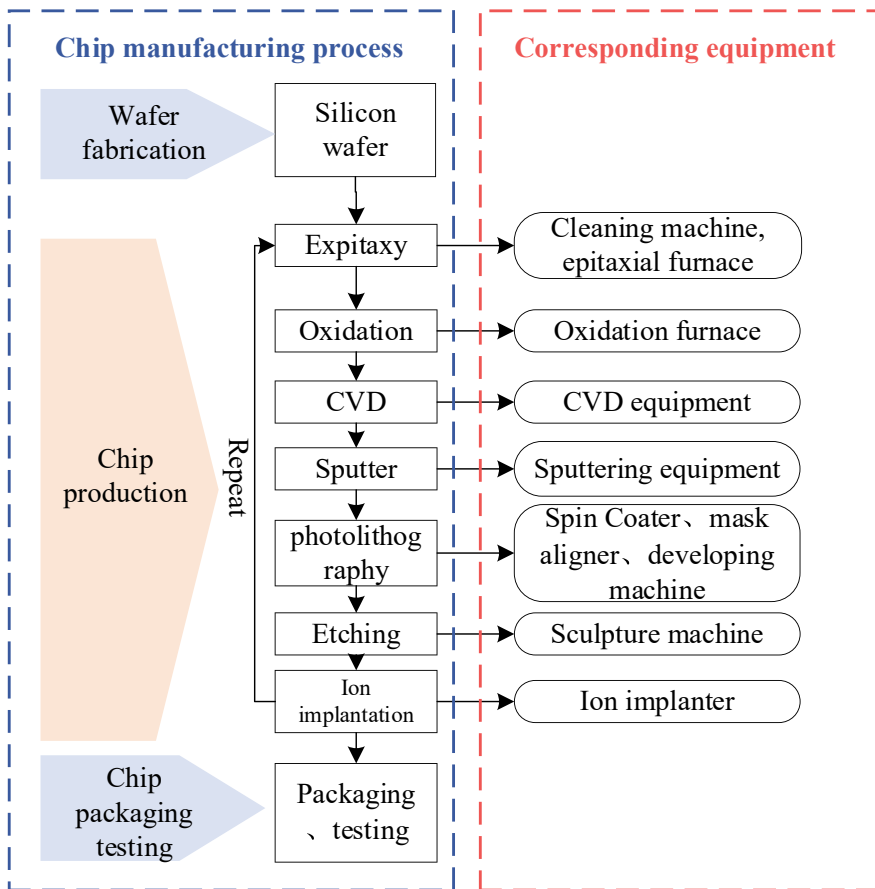 Chip manufacturing process
Corresponding equipment
Wafer
fabrication
Silicon
wafer
Expitaxy
Cleaning machine,
epitaxial furnace
Oxidation
Oxidation furnace
CVD
CVD equipment
Repeat
Chip
production
Sputter
Sputtering equipment
photolithog
raphy
Spin Coater、mask
aligner、developing
machine
Etching
Sculpture machine
Ion
implantation
Ion implanter
Chip
packaging
testing
Packaging
、testing